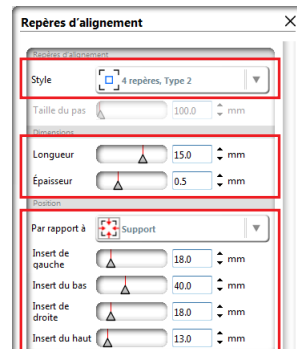 Repères d'alignement
Repères d'alignement
Style 4 repères, Type 2
Taille du pas 100.0 mm
Dimensions
Longueur 15.0 mm
Épaisseur 0.5 mm
Position
Par rapport à Support
Insert de gauche 18.0 mm
Insert du bas 40.0 mm
Insert de droite 18.0 mm
Insert du haut 13.0 mm